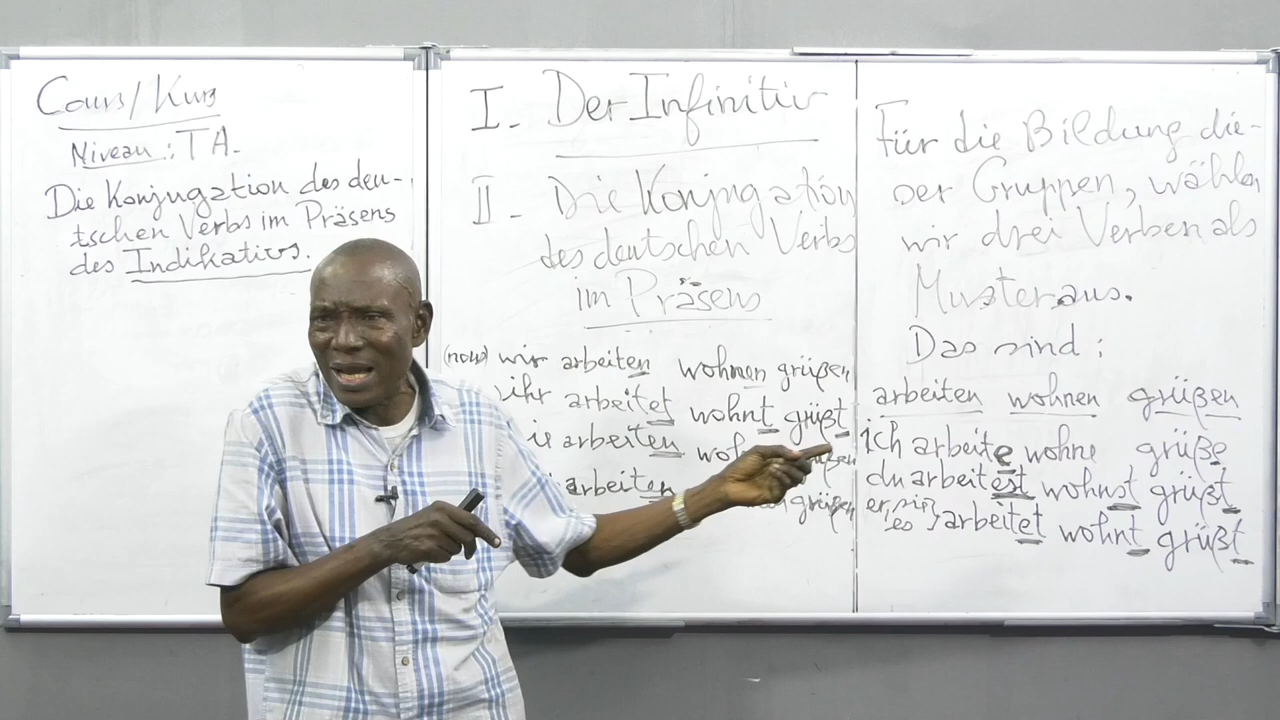 Cours/Kurs
Niveau : TA.
Die Konjugation des deu-
tschen Verbs im Präsens
des Indikativs.
I. Der Infinitiv
II - Die Konjugation
des deutschen Verbs
im Präsens
(nous) wir arbeiten wohnen grüßen
ihr arbeitet wohnt grüßt
ie arbeiten woh
arbeiten grüßen
Für die Bildung die-
ser Gruppen, wählen
wir drei Verben als
Muster aus.
Das sind :
arbeiten wohnen grüßen
ich arbeite wohne grüße
du arbeitest wohnst grüßt
er, sie, es } arbeitet wohnt grüßt